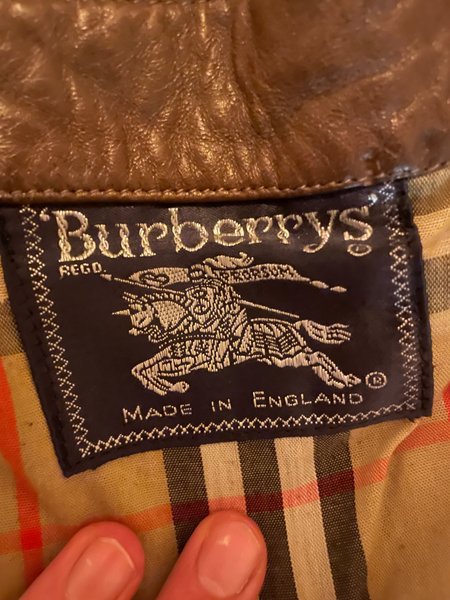 'Burberrys©
REGD. PRORSUM
®
MADE IN ENGLAND